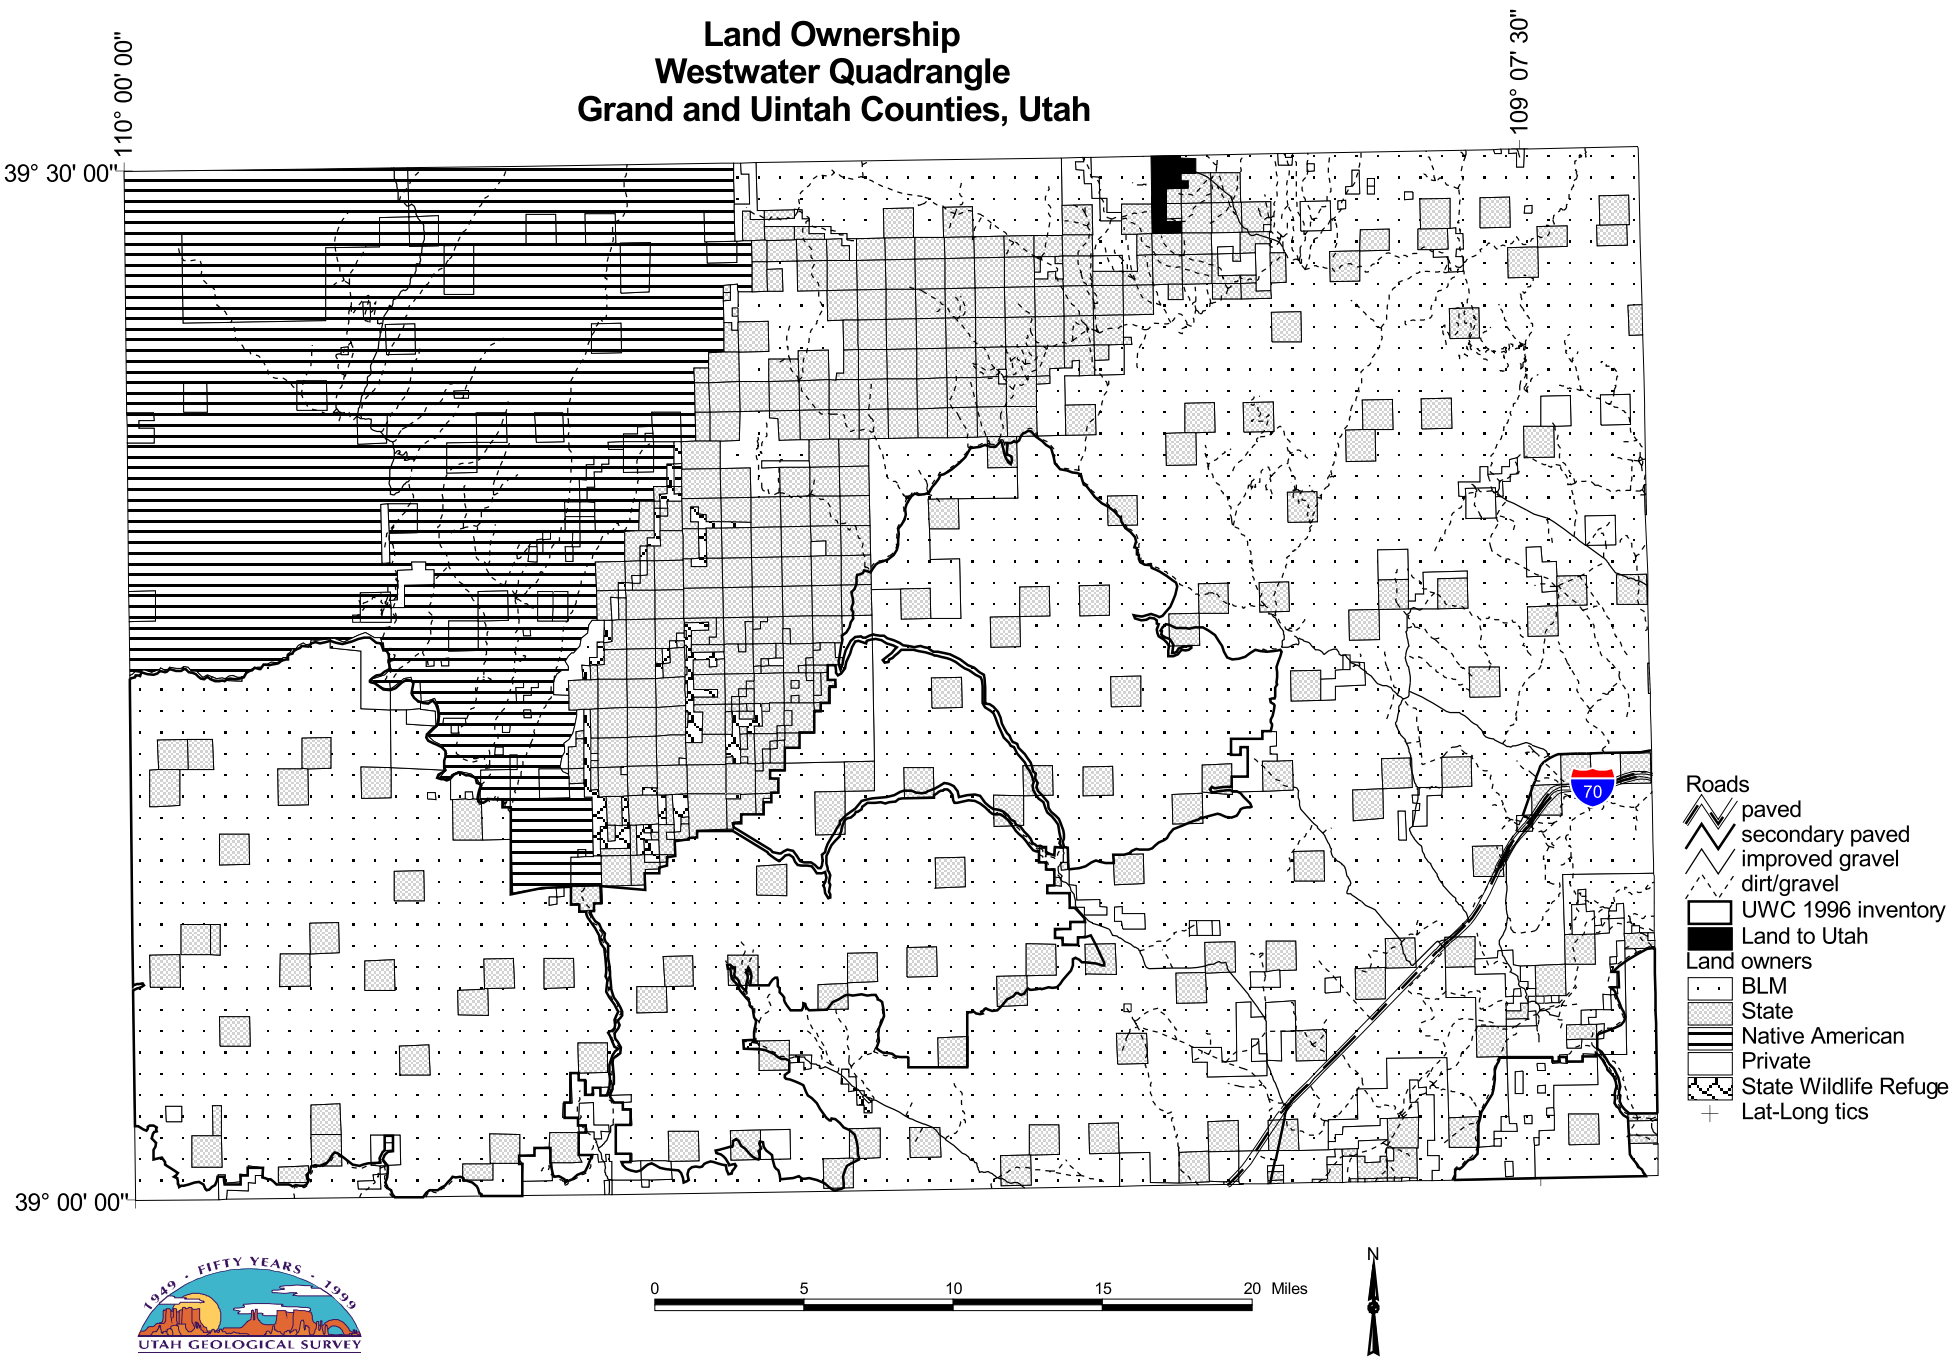 Land Ownership
Westwater Quadrangle
Grand and Uintah Counties, Utah
110° 00' 00"
109° 07' 30"
39° 30' 00"
70
Roads
paved
secondary paved
improved gravel
dirt/gravel
UWC 1996 inventory
Land to Utah
Land owners
BLM
State
Native American
Private
State Wildlife Refuge
Lat-Long tics
39° 00' 00"
1949 · FIFTY YEARS · 1999
UTAH GEOLOGICAL SURVEY
0 5 10 15 20 Miles
N